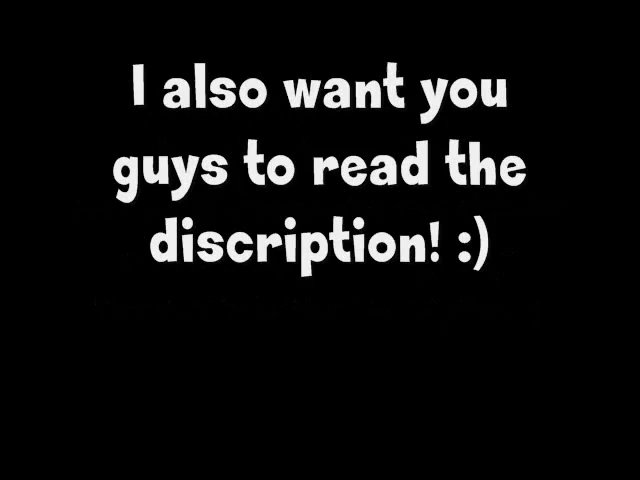 I also want you
guys to read the
discription! :)